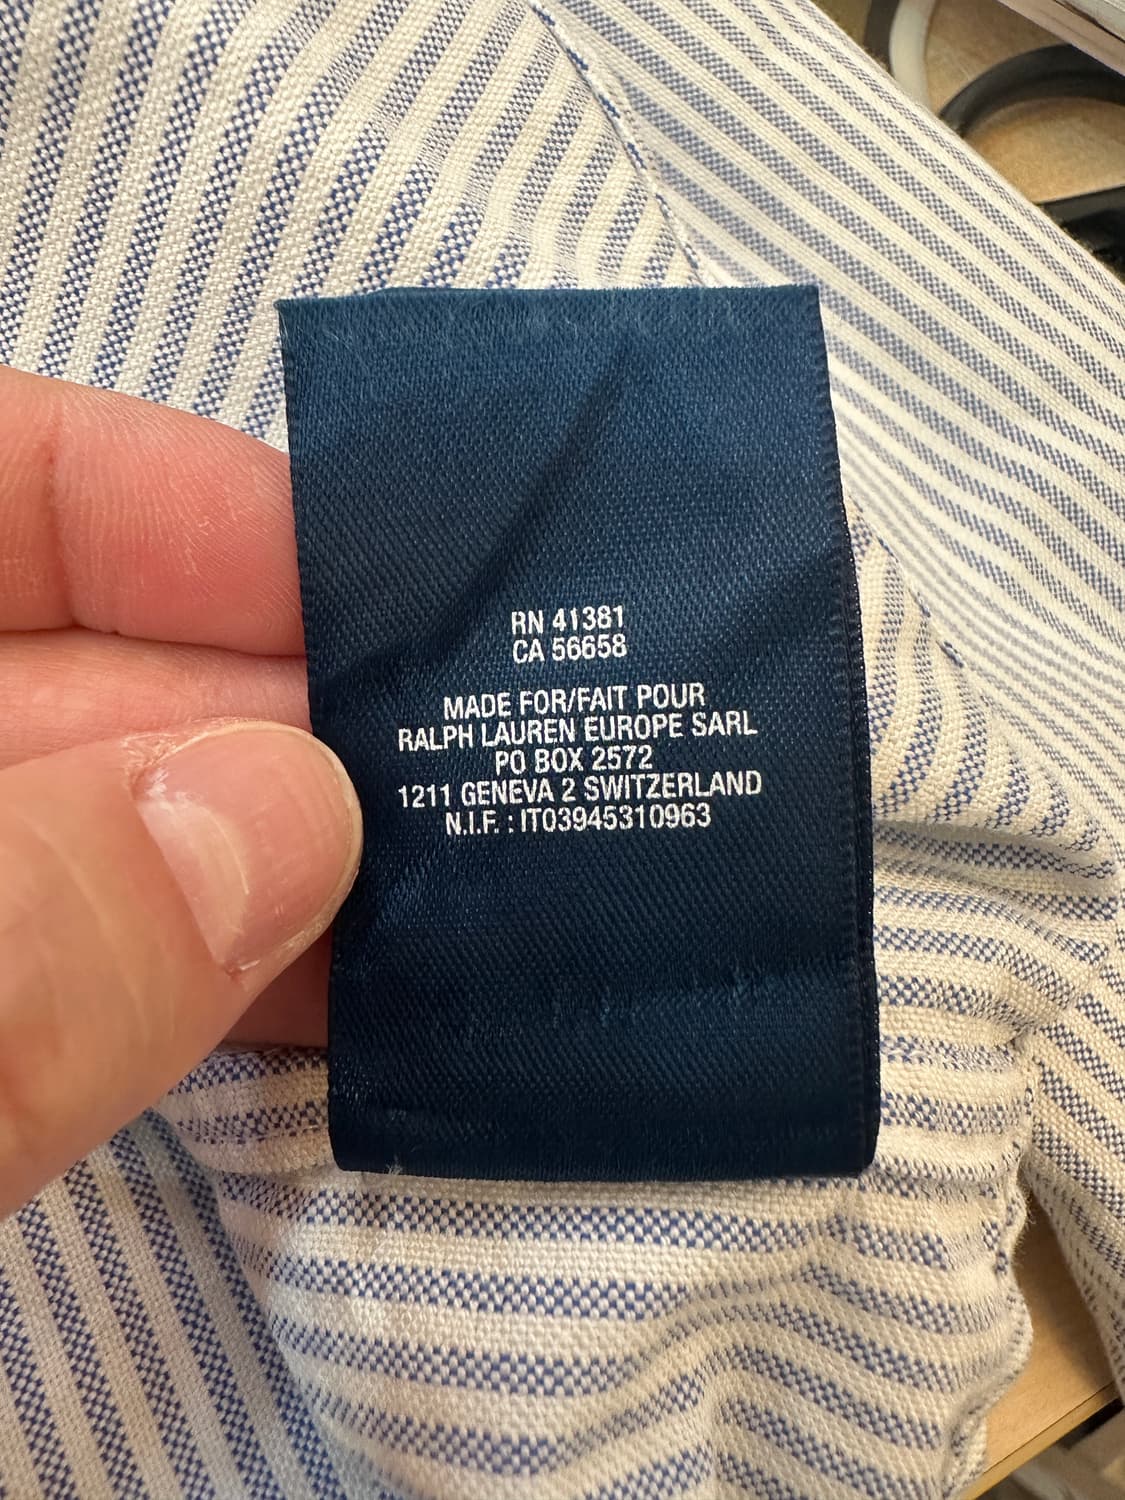 RN 41381
CA 56658
MADE FOR/FAIT POUR
RALPH LAUREN EUROPE SARL
PO BOX 2572
1211 GENEVA 2 SWITZERLAND
N.I.F. : IT03945310963